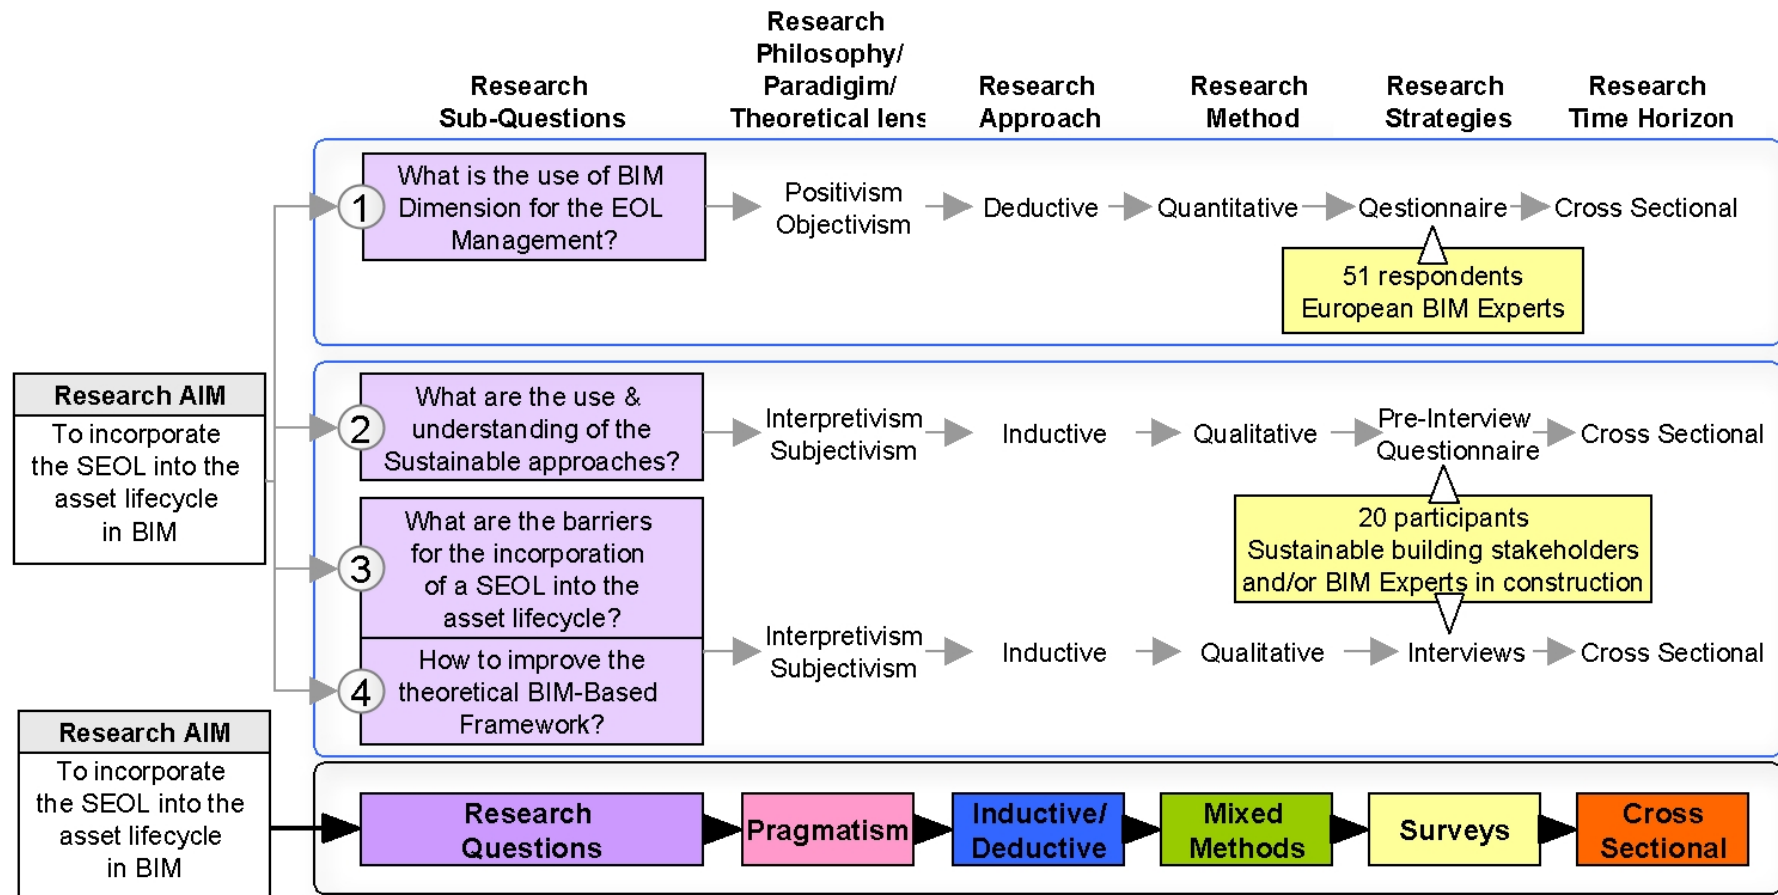 Research
Sub-Questions
Research
Philosophy/
Paradigim/
Theoretical lens
Research
Approach
Research
Method
Research
Strategies
Research
Time Horizon
1
What is the use of BIM
Dimension for the EOL
Management?
Positivism
Objectivism
Deductive
Quantitative
Qestionnaire
Cross Sectional
51 respondents
European BIM Experts
Research AIM
To incorporate
the SEOL into the
asset lifecycle
in BIM
2
What are the use &
understanding of the
Sustainable approaches?
Interpretivism
Subjectivism
Inductive
Qualitative
Pre-Interview
Questionnaire
Cross Sectional
20 participants
Sustainable building stakeholders
and/or BIM Experts in construction
3
What are the barriers
for the incorporation
of a SEOL into the
asset lifecycle?
4
How to improve the
theoretical BIM-Based
Framework?
Interpretivism
Subjectivism
Inductive
Qualitative
Interviews
Cross Sectional
Research AIM
To incorporate
the SEOL into the
asset lifecycle
in BIM
Research
Questions
Pragmatism
Inductive/
Deductive
Mixed
Methods
Surveys
Cross
Sectional